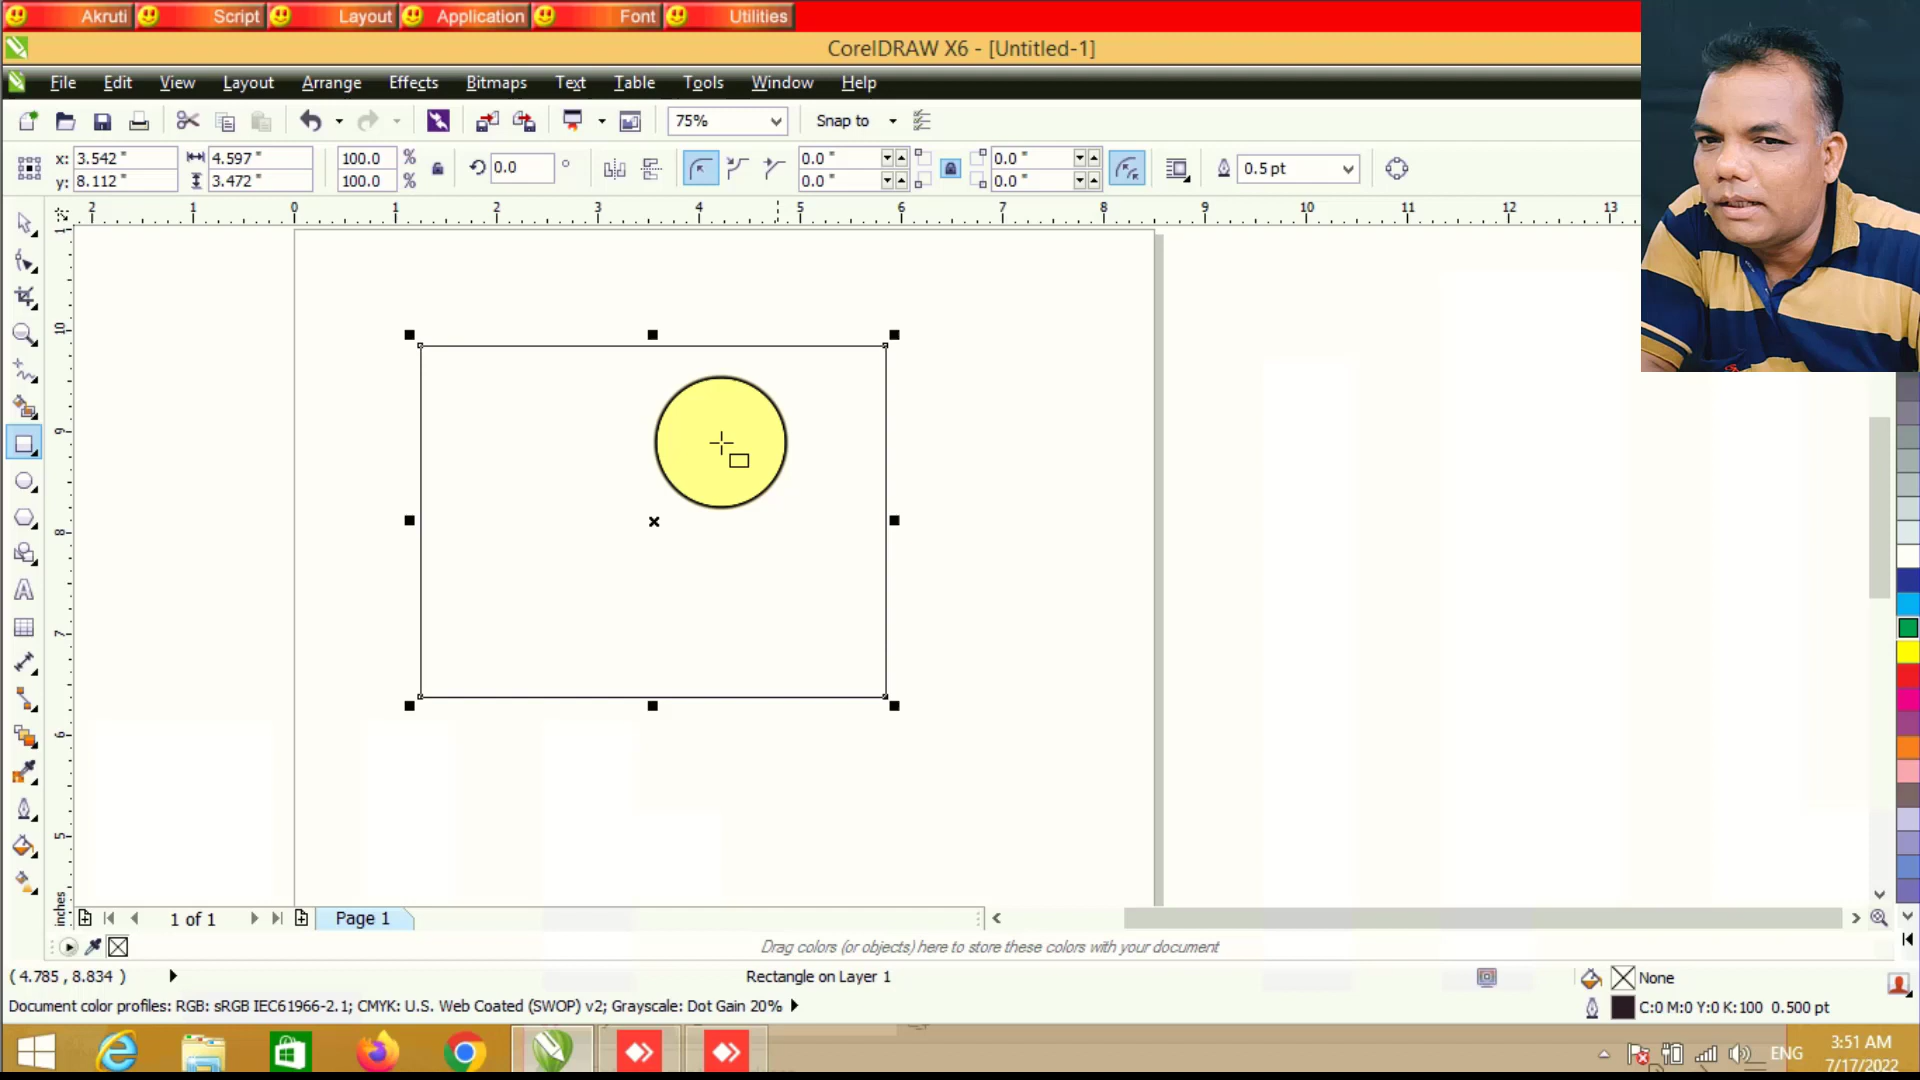 Akruti Script Layout Application Font Utilities
CorelDRAW X6 - [Untitled-1]
File Edit View Layout Arrange Effects Bitmaps Text Table Tools Window Help
75% Snap to
x: 3.542 " 4.597 " 100.0 % 0.0 ° 0.0 " 0.0 " 0.5 pt
y: 8.112 " 3.472 " 100.0 % 0.0 " 0.0 "
2 1 0 1 2 3 4 5 6 7 8 9 10 11 12 13
10
9
8
7
6
5
inches
1 of 1 Page 1
Drag colors (or objects) here to store these colors with your document
( 4.785 , 8.834 ) Rectangle on Layer 1 None
Document color profiles: RGB: sRGB IEC61966-2.1; CMYK: U.S. Web Coated (SWOP) v2; Grayscale: Dot Gain 20% C:0 M:0 Y:0 K:100 0.500 pt
ENG 3:51 AM
7/17/2022